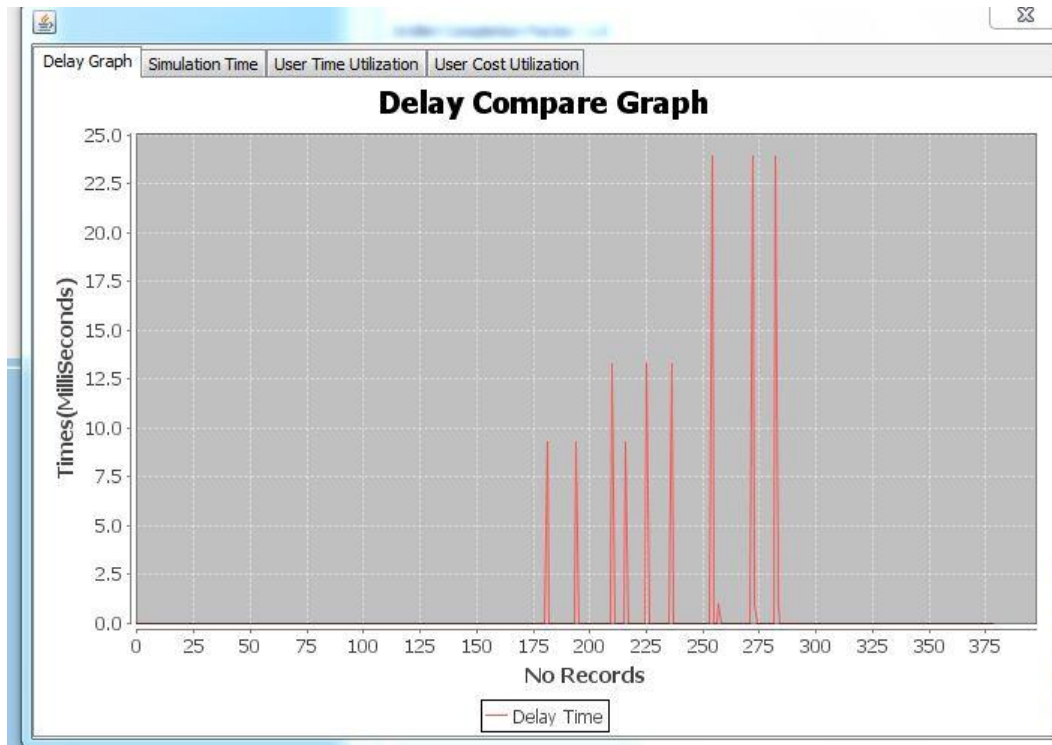 Delay Graph Simulation Time User Time Utilization User Cost Utilization
Delay Compare Graph
25.0
22.5
20.0
17.5
15.0
12.5
10.0
7.5
5.0
2.5
0.0
Times(MilliSeconds)
0 25 50 75 100 125 150 175 200 225 250 275 300 325 350 375
No Records
Delay Time